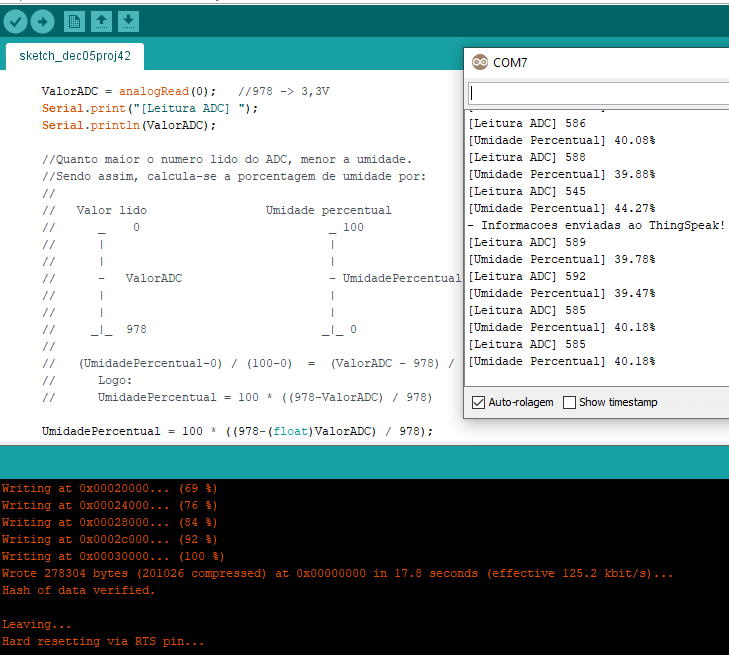 sketch_dec05proj42
ValorADC = analogRead(0);   //978 -> 3,3V
Serial.print("[Leitura ADC] ");
Serial.println(ValorADC);
//Quanto maior o numero lido do ADC, menor a umidade.
//Sendo assim, calcula-se a porcentagem de umidade por:
//
//   Valor lido                 Umidade percentual
//      _    0                           _ 100
//      |                                |
//      |                                |
//      -   ValorADC                     - UmidadePercentual
//      |                                |
//      |                                |
//     _|_  978                         _|_ 0
//
//   (UmidadePercentual-0) / (100-0)  =  (ValorADC - 978) /
//      Logo:
//      UmidadePercentual = 100 * ((978-ValorADC) / 978)
UmidadePercentual = 100 * ((978-(float)ValorADC) / 978);
COM7
[Leitura ADC] 586
[Umidade Percentual] 40.08%
[Leitura ADC] 588
[Umidade Percentual] 39.88%
[Leitura ADC] 545
[Umidade Percentual] 44.27%
- Informacoes enviadas ao ThingSpeak!
[Leitura ADC] 589
[Umidade Percentual] 39.78%
[Leitura ADC] 592
[Umidade Percentual] 39.47%
[Leitura ADC] 585
[Umidade Percentual] 40.18%
[Leitura ADC] 585
[Umidade Percentual] 40.18%
Auto-rolagem  Show timestamp
Writing at 0x00020000... (69 %)
Writing at 0x00024000... (76 %)
Writing at 0x00028000... (84 %)
Writing at 0x0002c000... (92 %)
Writing at 0x00030000... (100 %)
Wrote 278304 bytes (201026 compressed) at 0x00000000 in 17.8 seconds (effective 125.2 kbit/s)...
Hash of data verified.
Leaving...
Hard resetting via RTS pin...